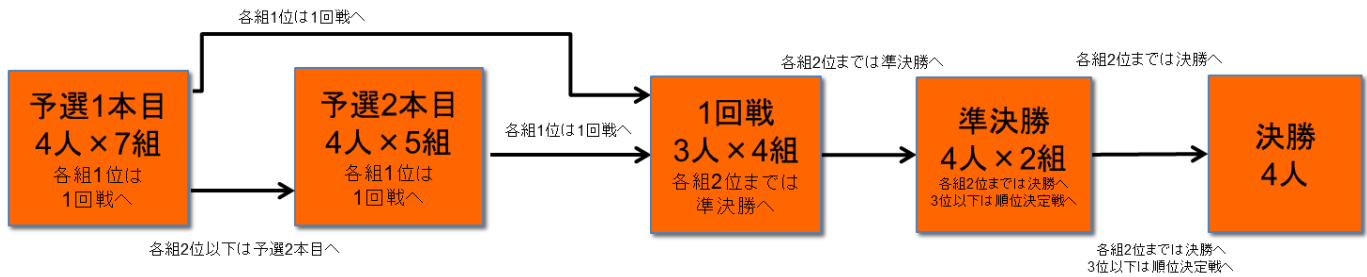 各組1位は1回戦へ
予選1本目
4人×7組
各組1位は
1回戦へ
各組2位以下は予選2本目へ
予選2本目
4人×5組
各組1位は
1回戦へ
各組1位は1回戦へ
1回戦
3人×4組
各組2位までは
準決勝へ
各組2位までは準決勝へ
準決勝
4人×2組
各組2位までは決勝へ
3位以下は順位決定戦へ
各組2位までは決勝へ
決勝
4人
各組2位までは決勝へ
3位以下は順位決定戦へ